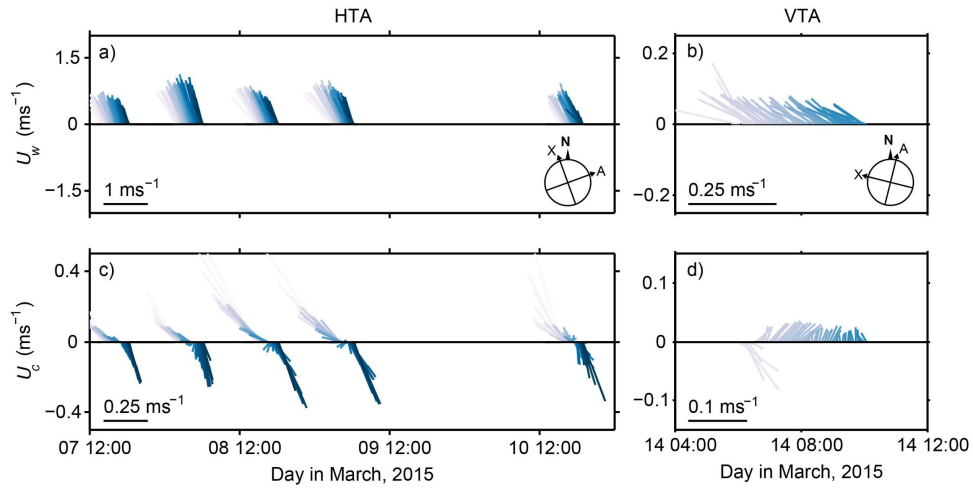 HTA
VTA
a)
1.5
0
−1.5
U_w (ms⁻¹)
1 ms⁻¹
X
N
A
b)
0.2
0
−0.2
0.25 ms⁻¹
X
N
A
c)
0.4
0
−0.4
U_c (ms⁻¹)
0.25 ms⁻¹
07 12:00
08 12:00
09 12:00
10 12:00
Day in March, 2015
d)
0.1
0
−0.1
0.1 ms⁻¹
14 04:00
14 08:00
14 12:00
Day in March, 2015